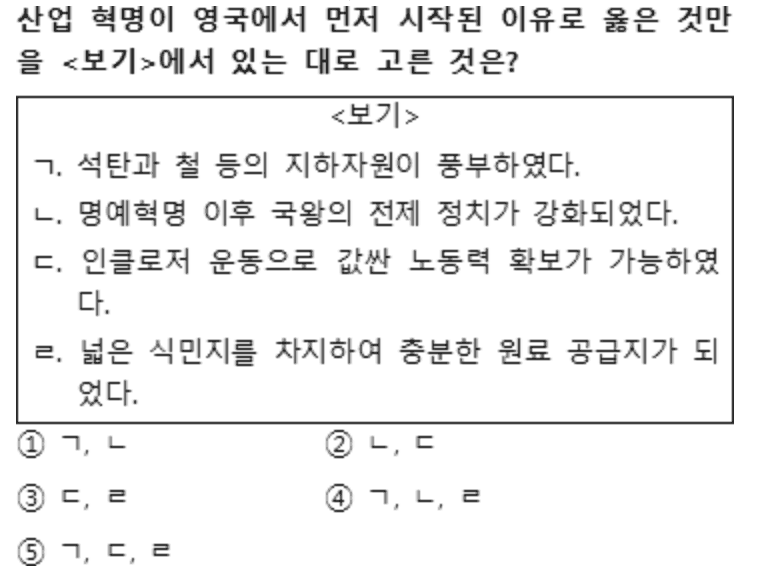 산업 혁명이 영국에서 먼저 시작된 이유로 옳은 것만
을 <보기>에서 있는 대로 고른 것은?
<보기>
ㄱ. 석탄과 철 등의 지하자원이 풍부하였다.
ㄴ. 명예혁명 이후 국왕의 전제 정치가 강화되었다.
ㄷ. 인클로저 운동으로 값싼 노동력 확보가 가능하였
다.
ㄹ. 넓은 식민지를 차지하여 충분한 원료 공급지가 되
었다.
① ㄱ, ㄴ ② ㄴ, ㄷ
③ ㄷ, ㄹ ④ ㄱ, ㄴ, ㄹ
⑤ ㄱ, ㄷ, ㄹ